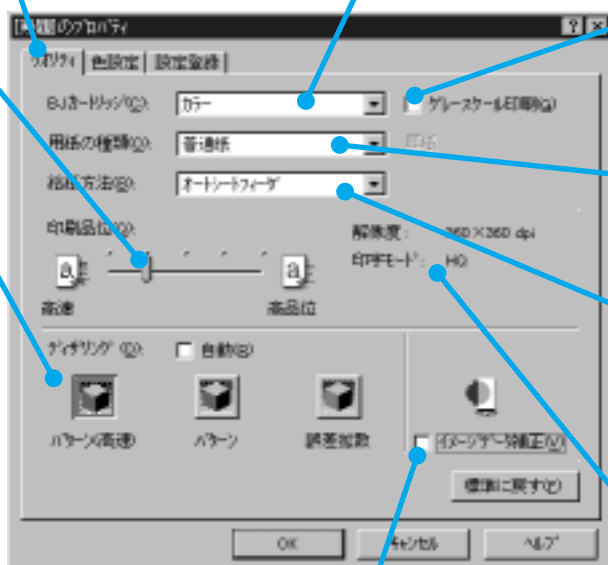 のプロパティ
クオリティ 色設定 設定登録
BJカートリッジ(C): カラー グレースケール印刷(G)
用紙の種類(O): 普通紙
給紙方法(B): オートシートフィーダ
印刷品位(Q): 解像度 : 360×360 dpi
印字モード : HQ
高速 高品位
ディザリング(D): 自動(B)
パターン(高速) パターン 誤差拡散 イメージデータ補正(V)
標準に戻す(F)
OK キャンセル ヘルプ